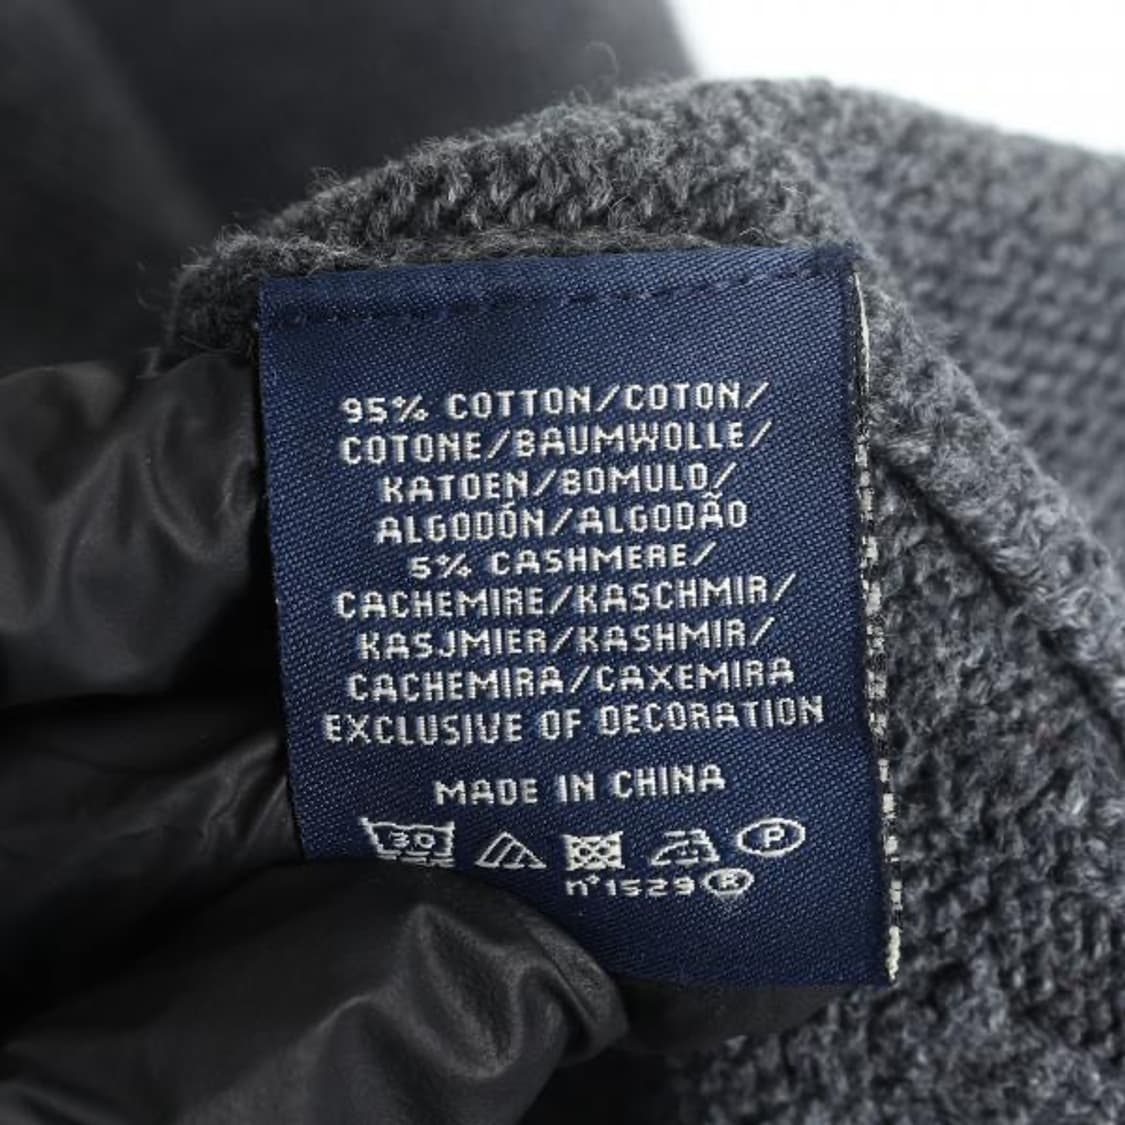 95% COTTON/COTON/
COTONE/BAUMWOLLE/
KATOEN/BOMULD/
ALGODÓN/ALGODÃO
5% CASHMERE/
CACHEMIRE/KASCHMIR/
KASJMIER/KASHMIR/
CACHEMIRA/CAXEMIRA
EXCLUSIVE OF DECORATION
MADE IN CHINA
30 P
n°1529 R